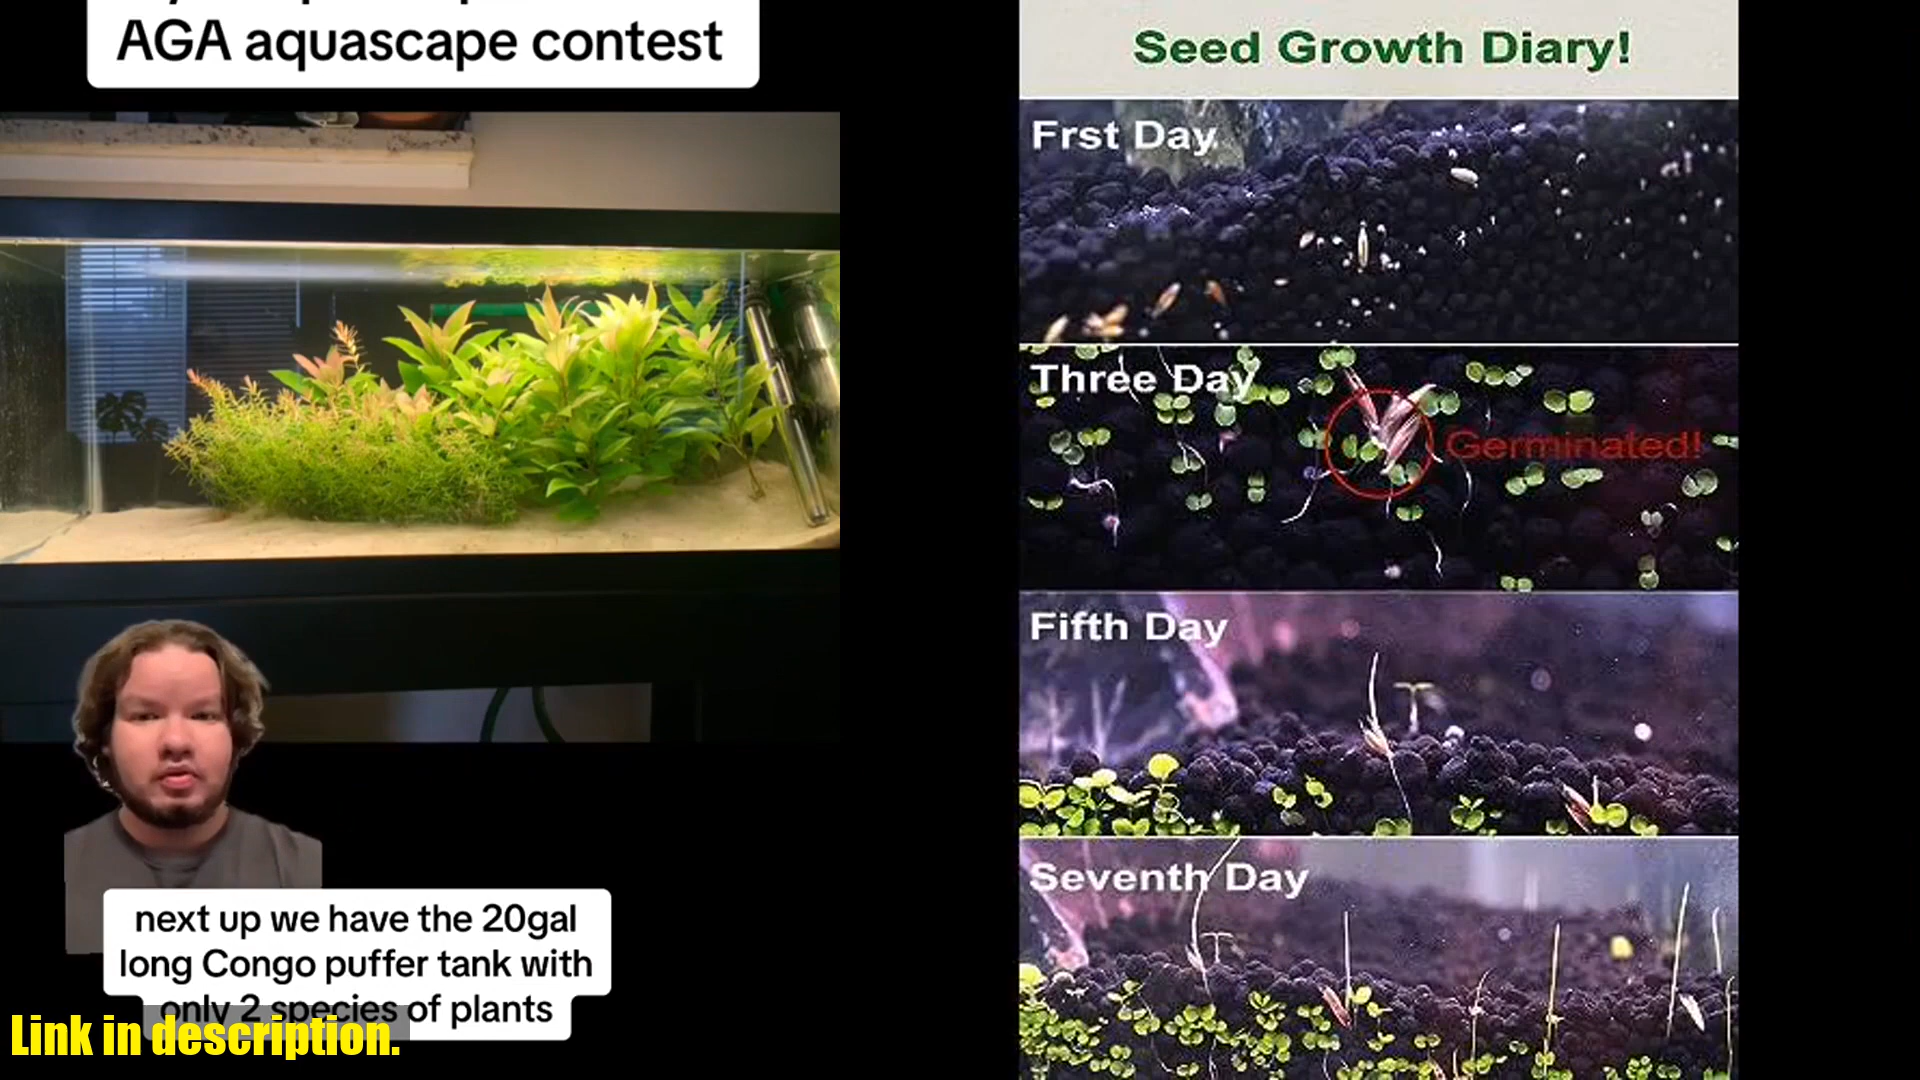 AGA aquascape contest
next up we have the 20gal
long Congo puffer tank with
only 2 species of plants
Link in description.
Seed Growth Diary!
Frst Day
Three Day
Germinated!
Fifth Day
Seventh Day